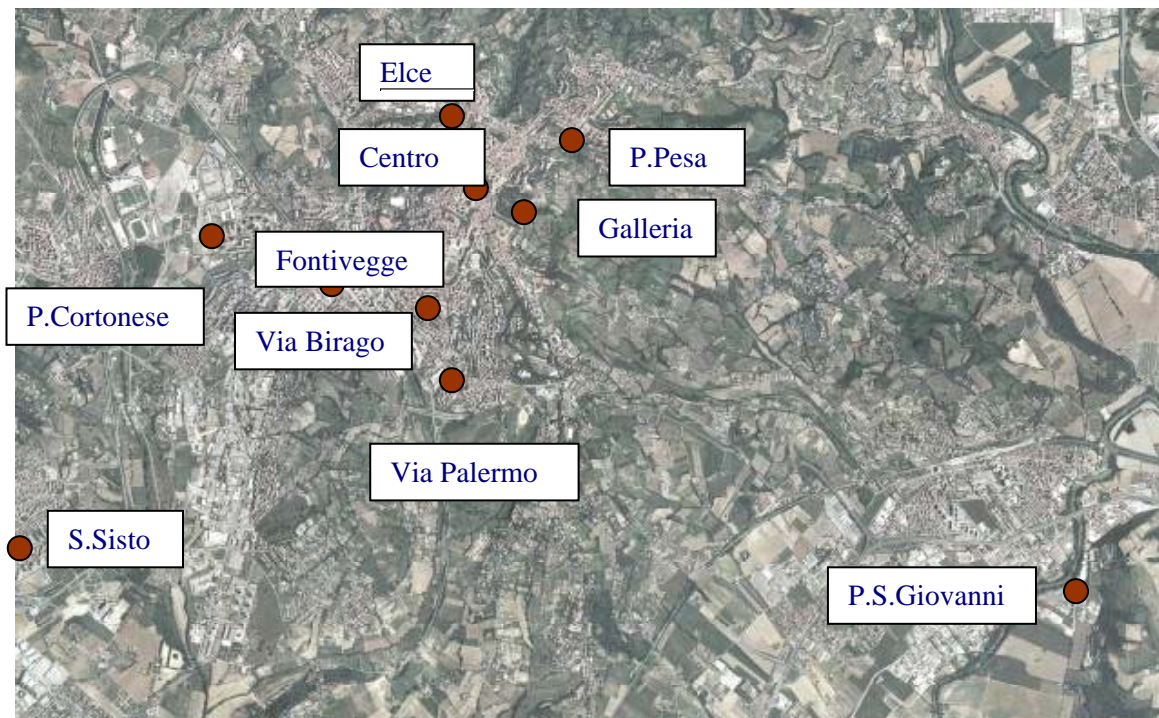 Elce
Centro
P.Pesa
Galleria
Fontivegge
P.Cortonese
Via Birago
Via Palermo
S.Sisto
P.S.Giovanni